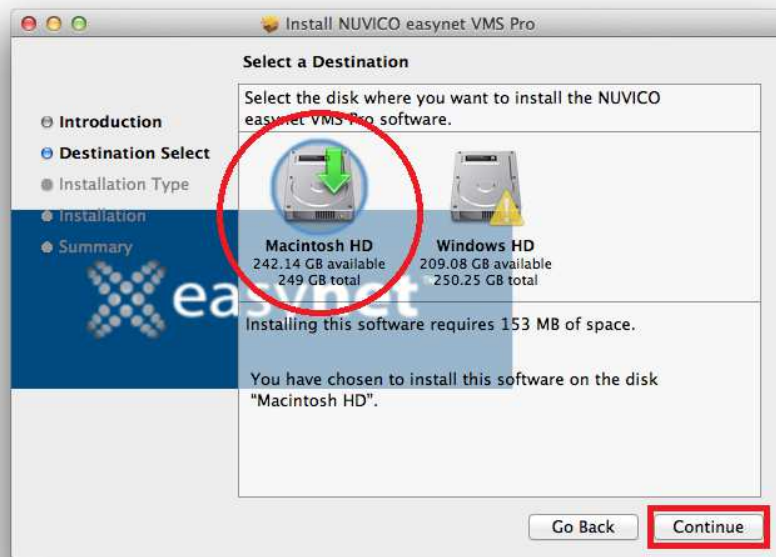 Install NUVICO easynet VMS Pro
Select a Destination
Introduction
Destination Select
Installation Type
Installation
Summary
Select the disk where you want to install the NUVICO
easynet VMS Pro software.
Macintosh HD
242.14 GB available
249 GB total
Windows HD
209.08 GB available
250.25 GB total
easynet™
Installing this software requires 153 MB of space.
You have chosen to install this software on the disk
“Macintosh HD”.
Go Back
Continue